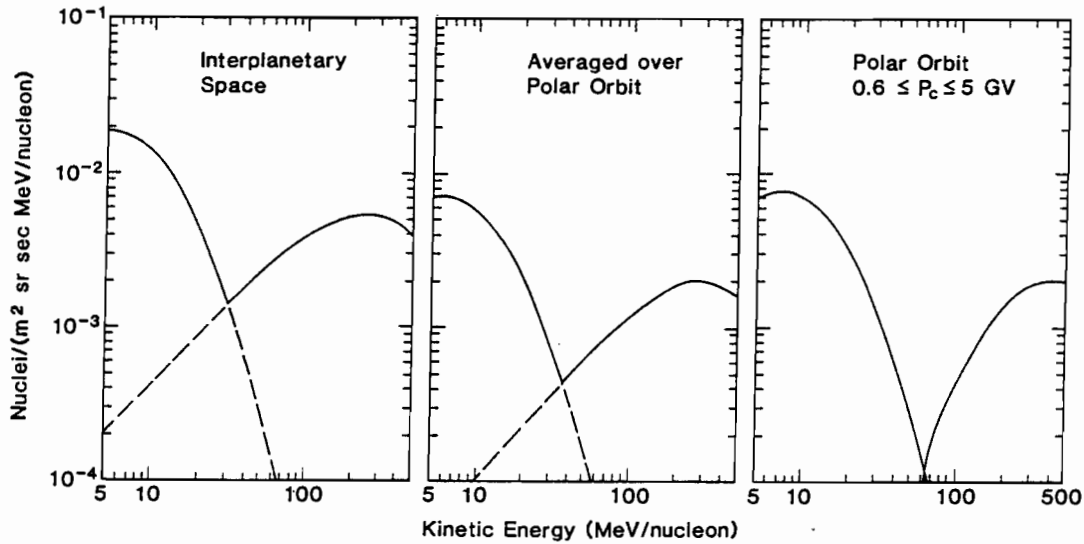 10⁻¹
10⁻²
10⁻³
10⁻⁴
Nuclei/(m² sr sec MeV/nucleon)
Interplanetary
Space
Averaged over
Polar Orbit
Polar Orbit
0.6 ≤ P_c ≤ 5 GV
5 10 100 5 10 100 5 10 100 500
Kinetic Energy (MeV/nucleon)